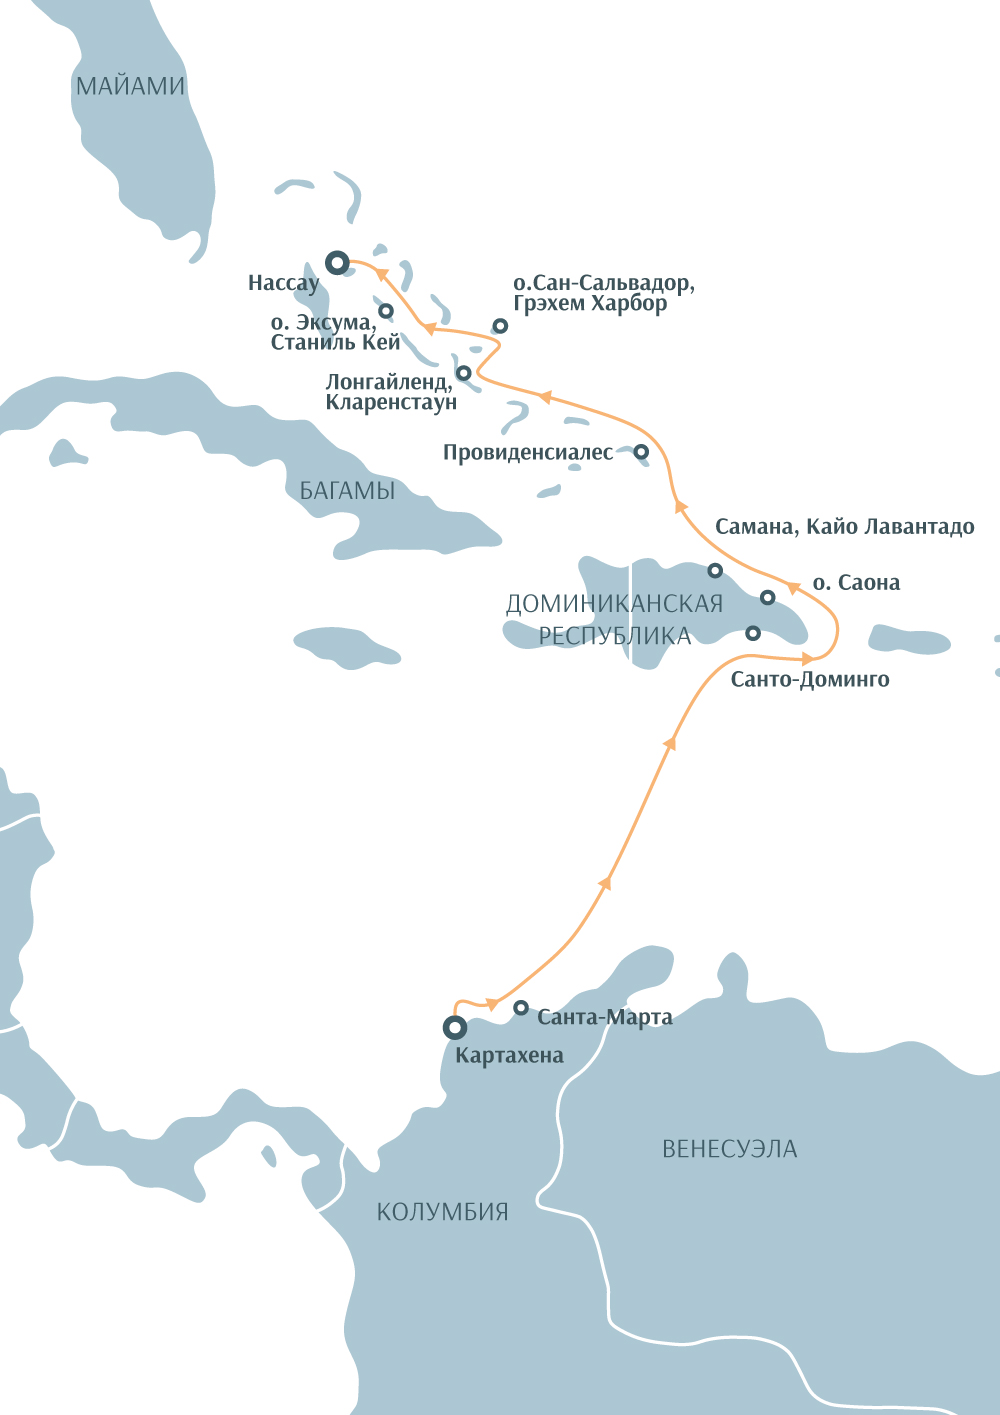 МАЙАМИ
Нассау
о.Сан-Сальвадор,
Грэхем Харбор
о. Эксума,
Станиль Кей
Лонгайленд,
Кларенстаун
Провиденсиалес
БАГАМЫ
Самана, Кайо Лавантадо
о. Саона
ДОМИНИКАНСКАЯ
РЕСПУБЛИКА
Санто-Доминго
Санта-Марта
Картахена
ВЕНЕСУЭЛА
КОЛУМБИЯ